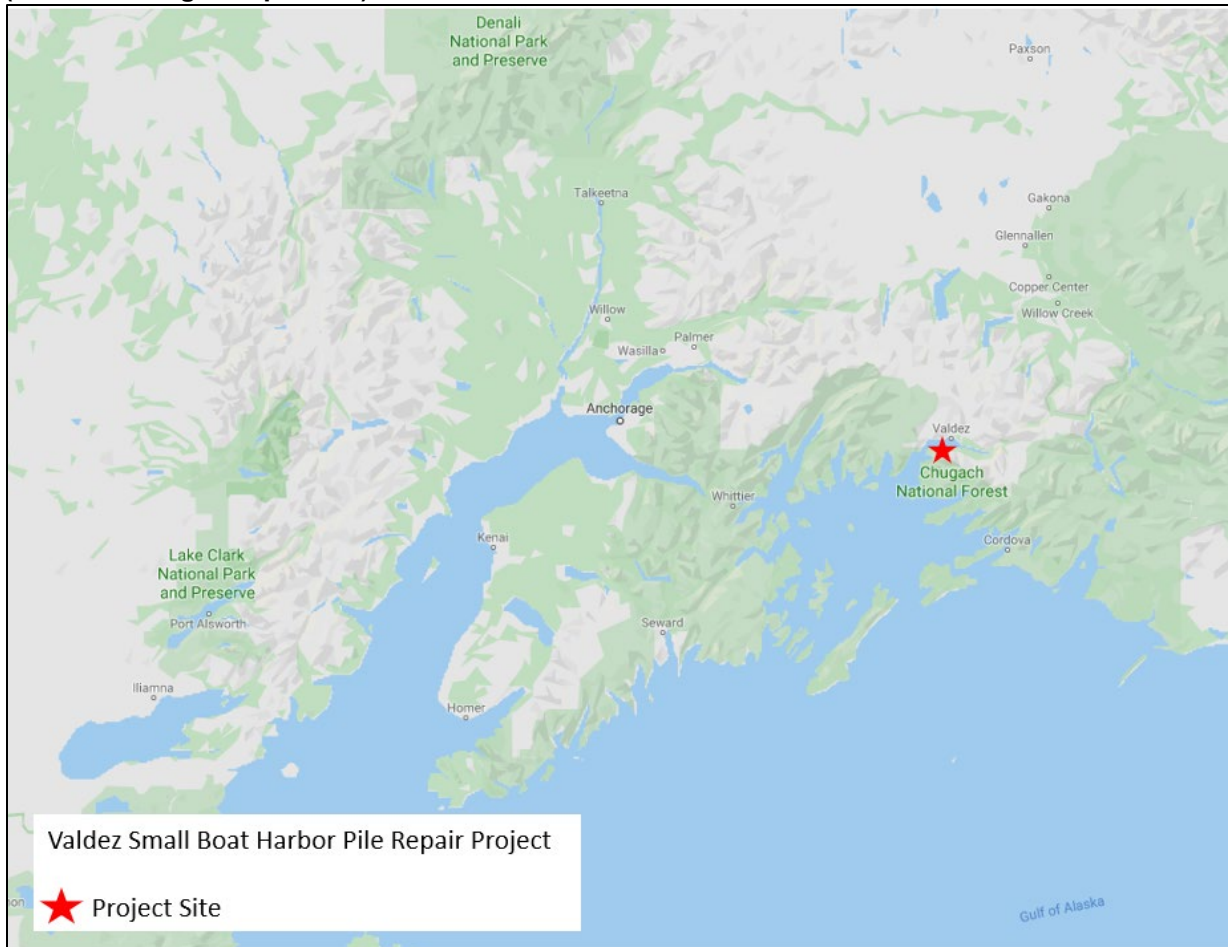 Denali
National Park
and Preserve
Paxson
Talkeetna
Gakona
Glennallen
Copper Center
Willow Creek
Willow
Palmer
Wasilla
Anchorage
Valdez
Chugach
National Forest
Whittier
Kenai
Cordova
Lake Clark
National Park
and Preserve
Port Alsworth
Seward
Iliamna
Homer
Valdez Small Boat Harbor Pile Repair Project
Project Site
Gulf of Alaska